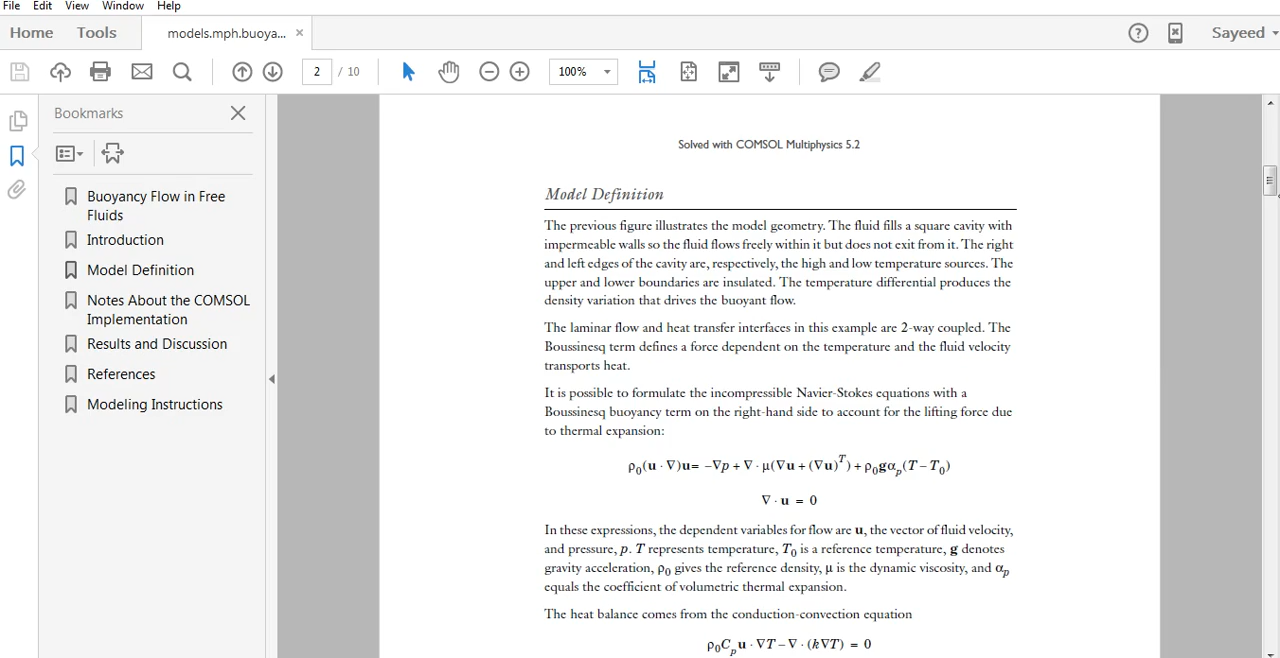 File Edit View Window Help
Home Tools models.mph.buoya... × Sayeed
2 / 10 100%
Bookmarks
Buoyancy Flow in Free
Fluids
Introduction
Model Definition
Notes About the COMSOL
Implementation
Results and Discussion
References
Modeling Instructions
Solved with COMSOL Multiphysics 5.2
Model Definition
The previous figure illustrates the model geometry. The fluid fills a square cavity with
impermeable walls so the fluid flows freely within it but does not exit from it. The right
and left edges of the cavity are, respectively, the high and low temperature sources. The
upper and lower boundaries are insulated. The temperature differential produces the
density variation that drives the buoyant flow.
The laminar flow and heat transfer interfaces in this example are 2-way coupled. The
Boussinesq term defines a force dependent on the temperature and the fluid velocity
transports heat.
It is possible to formulate the incompressible Navier-Stokes equations with a
Boussinesq buoyancy term on the right-hand side to account for the lifting force due
to thermal expansion:
ρ₀(u · ∇)u= −∇p + ∇ · μ(∇u + (∇u)ᵀ) + ρ₀gαₚ(T − T₀)
∇ · u = 0
In these expressions, the dependent variables for flow are u, the vector of fluid velocity,
and pressure, p. T represents temperature, T₀ is a reference temperature, g denotes
gravity acceleration, ρ₀ gives the reference density, μ is the dynamic viscosity, and αₚ
equals the coefficient of volumetric thermal expansion.
The heat balance comes from the conduction-convection equation
ρ₀Cₚu · ∇T − ∇ · (k∇T) = 0